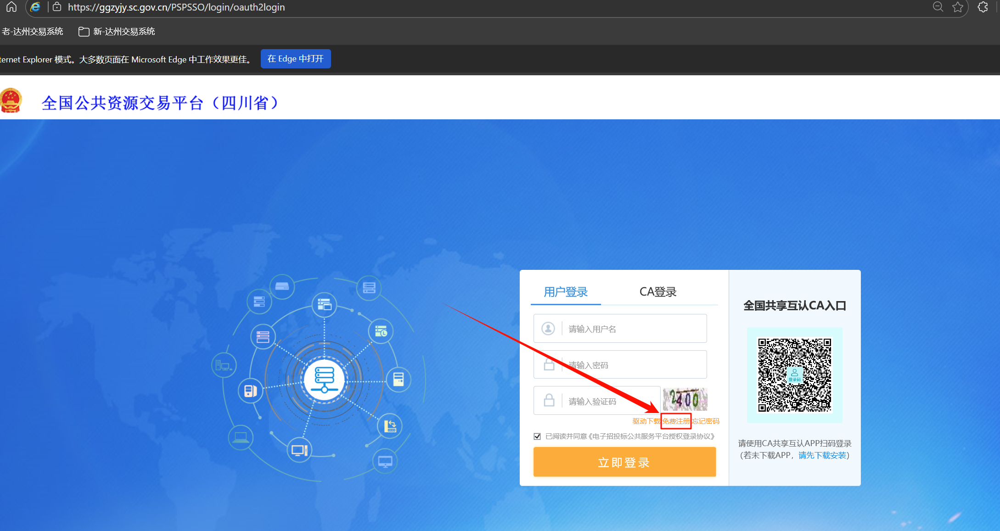 https://ggzyjy.sc.gov.cn/PSPSSO/login/oauth2login
老-达州交易系统
新-达州交易系统
ternet Explorer 模式。大多数页面在 Microsoft Edge 中工作效果更佳。
在 Edge 中打开
全国公共资源交易平台（四川省）
用户登录
CA登录
请输入用户名
请输入密码
请输入验证码
2400
驱动下载 免费注册 忘记密码
已阅读并同意《电子招投标公共服务平台授权登录协议》
立即登录
全国共享互认CA入口
登录码
请使用CA共享互认APP扫码登录
（若未下载APP，请先下载安装）